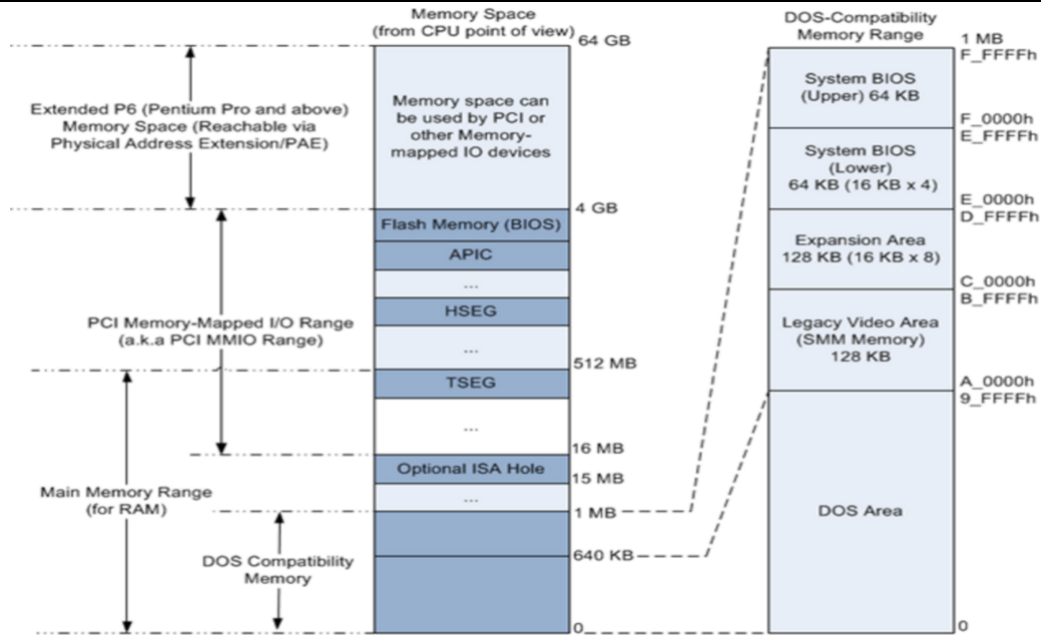 Memory Space
(from CPU point of view)
64 GB
Extended P6 (Pentium Pro and above)
Memory Space (Reachable via
Physical Address Extension/PAE)
Memory space can
be used by PCI or
other Memory-
mapped IO devices
4 GB
Flash Memory (BIOS)
APIC
...
HSEG
...
PCI Memory-Mapped I/O Range
(a.k.a PCI MMIO Range)
512 MB
TSEG
...
16 MB
Optional ISA Hole
15 MB
...
1 MB
Main Memory Range
(for RAM)
640 KB
DOS Compatibility
Memory
0
DOS-Compatibility
Memory Range
1 MB
F_FFFFh
System BIOS
(Upper) 64 KB
F_0000h
E_FFFFh
System BIOS
(Lower)
64 KB (16 KB x 4)
E_0000h
D_FFFFh
Expansion Area
128 KB (16 KB x 8)
C_0000h
B_FFFFh
Legacy Video Area
(SMM Memory)
128 KB
A_0000h
9_FFFFh
DOS Area
0